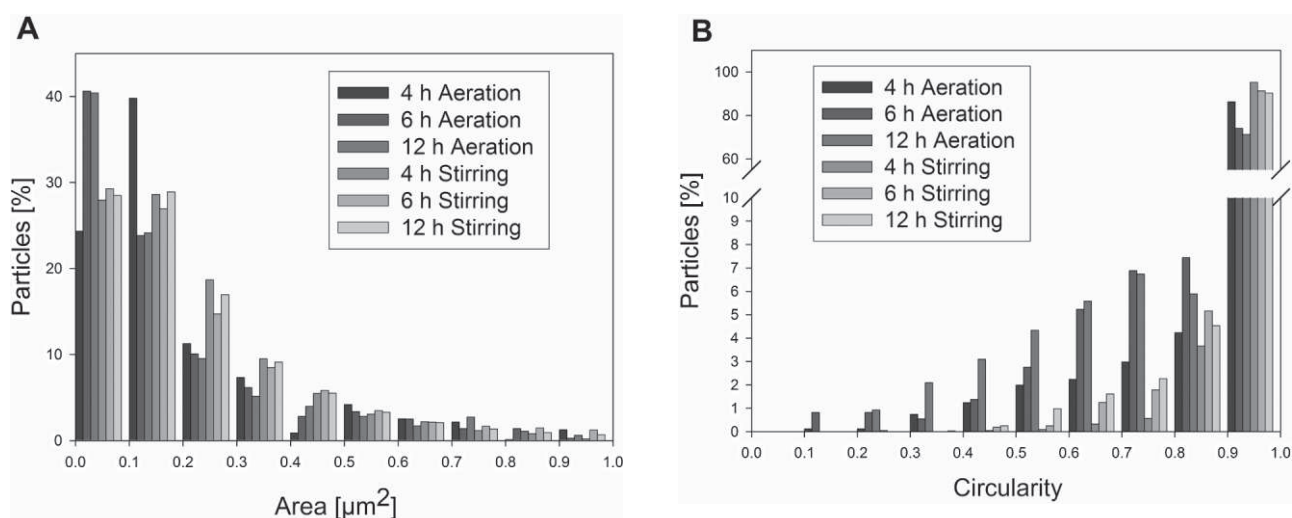 A
Particles [%]
40
30
20
10
0
4 h Aeration
6 h Aeration
12 h Aeration
4 h Stirring
6 h Stirring
12 h Stirring
0.0 0.1 0.2 0.3 0.4 0.5 0.6 0.7 0.8 0.9 1.0
Area [µm2]
B
Particles [%]
100
80
60
Particles [%]
10
9
8
7
6
5
4
3
2
1
0
4 h Aeration
6 h Aeration
12 h Aeration
4 h Stirring
6 h Stirring
12 h Stirring
0.0 0.1 0.2 0.3 0.4 0.5 0.6 0.7 0.8 0.9 1.0
Circularity